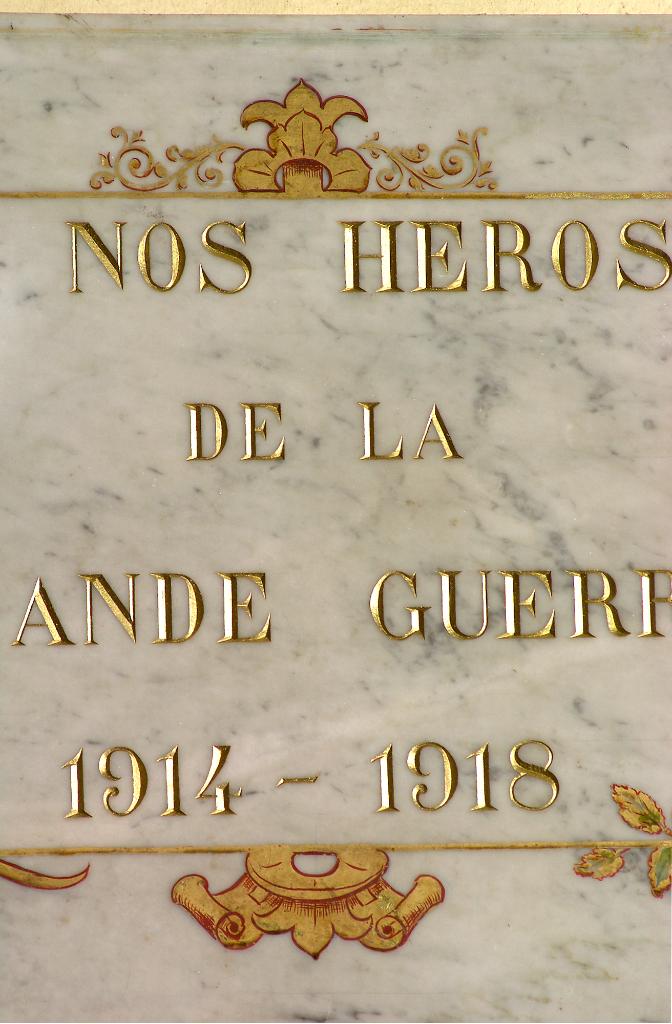 NOS HEROS
DE LA
ANDE GUERR
1914 - 1918